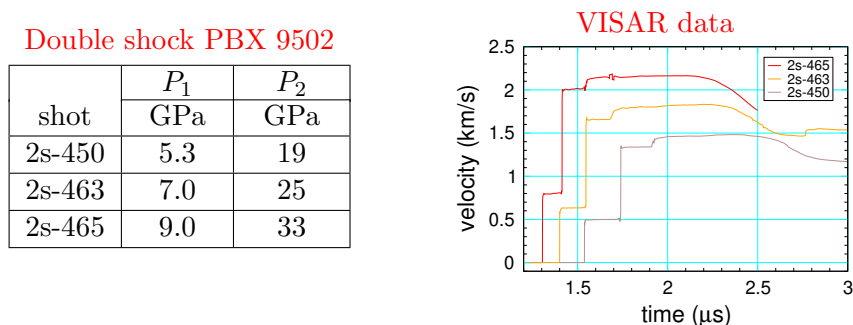 Double shock PBX 9502
P₁ P₂
shot GPa GPa
2s-450 5.3 19
2s-463 7.0 25
2s-465 9.0 33
VISAR data
2s-465
2s-463
2s-450
velocity (km/s)
2.5
2
1.5
1
0.5
0
1.5 2 2.5 3
time (μs)